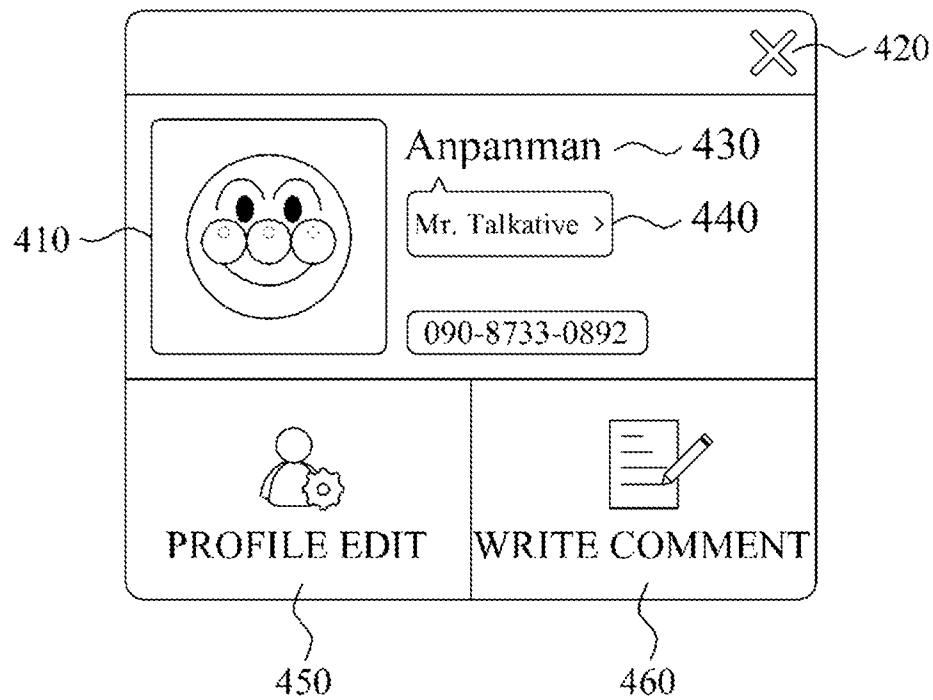 420
Anpanman 430
410
Mr. Talkative > 440
090-8733-0892
PROFILE EDIT
WRITE COMMENT
450
460